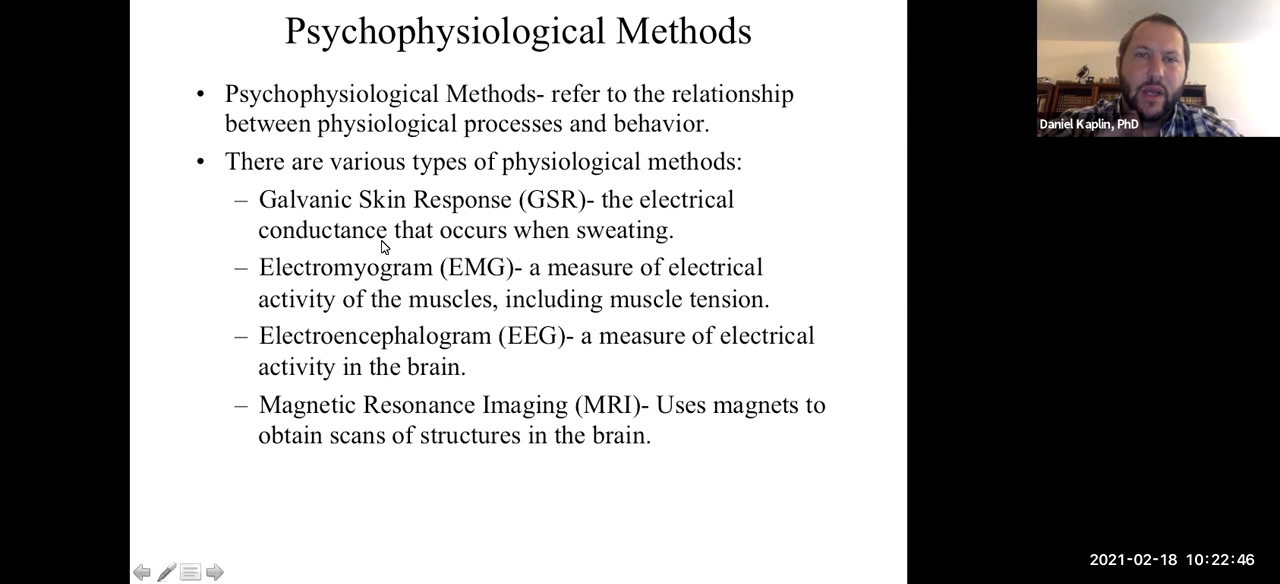 Psychophysiological Methods
• Psychophysiological Methods- refer to the relationship
between physiological processes and behavior.
• There are various types of physiological methods:
– Galvanic Skin Response (GSR)- the electrical
conductance that occurs when sweating.
– Electromyogram (EMG)- a measure of electrical
activity of the muscles, including muscle tension.
– Electroencephalogram (EEG)- a measure of electrical
activity in the brain.
– Magnetic Resonance Imaging (MRI)- Uses magnets to
obtain scans of structures in the brain.
Daniel Kaplin, PhD
2021-02-18 10:22:46